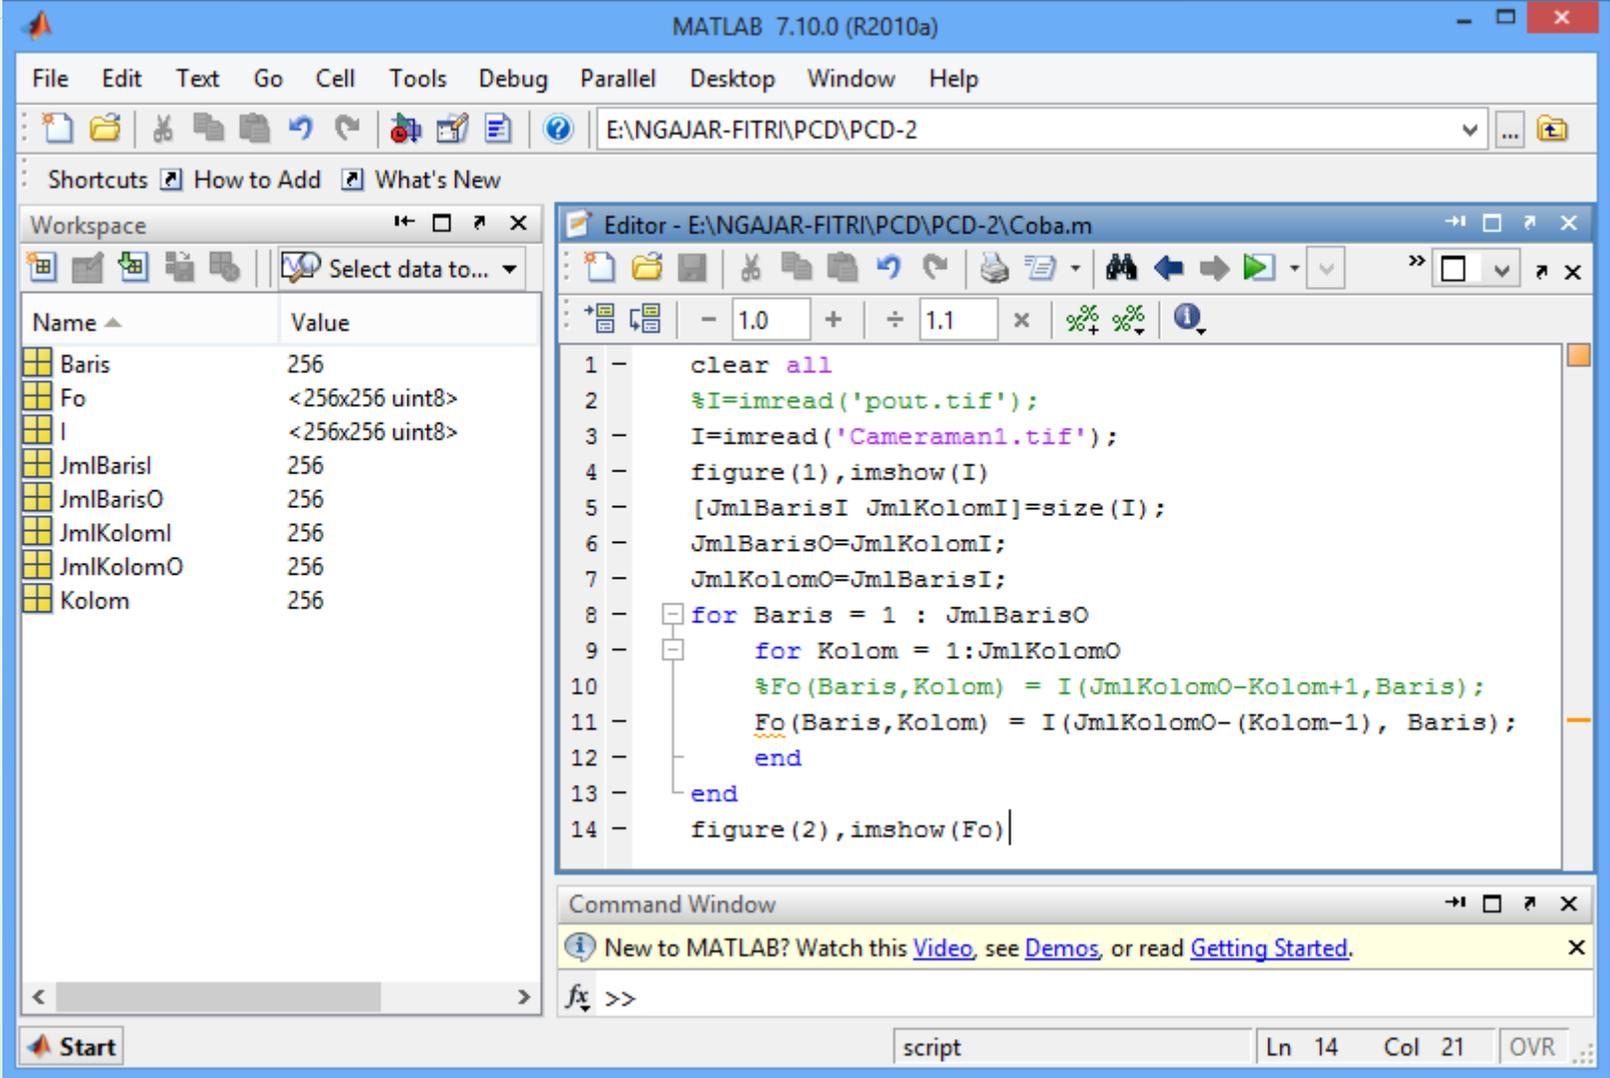 MATLAB 7.10.0 (R2010a)
File Edit Text Go Cell Tools Debug Parallel Desktop Window Help
E:\NGAJAR-FITRI\PCD\PCD-2
...
Shortcuts How to Add What's New
Workspace
Select data to...
Name Value
Baris 256
Fo <256x256 uint8>
I <256x256 uint8>
JmlBarisI 256
JmlBarisO 256
JmlKolomI 256
JmlKolomO 256
Kolom 256
Editor - E:\NGAJAR-FITRI\PCD\PCD-2\Coba.m
− 1.0 + ÷ 1.1 ×
1 − clear all
2 %I=imread('pout.tif');
3 − I=imread('Cameraman1.tif');
4 − figure(1),imshow(I)
5 − [JmlBarisI JmlKolomI]=size(I);
6 − JmlBarisO=JmlKolomI;
7 − JmlKolomO=JmlBarisI;
8 − for Baris = 1 : JmlBarisO
9 − for Kolom = 1:JmlKolomO
10 %Fo(Baris,Kolom) = I(JmlKolomO-Kolom+1,Baris);
11 − Fo(Baris,Kolom) = I(JmlKolomO-(Kolom-1), Baris);
12 − end
13 − end
14 − figure(2),imshow(Fo)
Command Window
New to MATLAB? Watch this Video, see Demos, or read Getting Started.
fx >>
Start
script Ln 14 Col 21 OVR